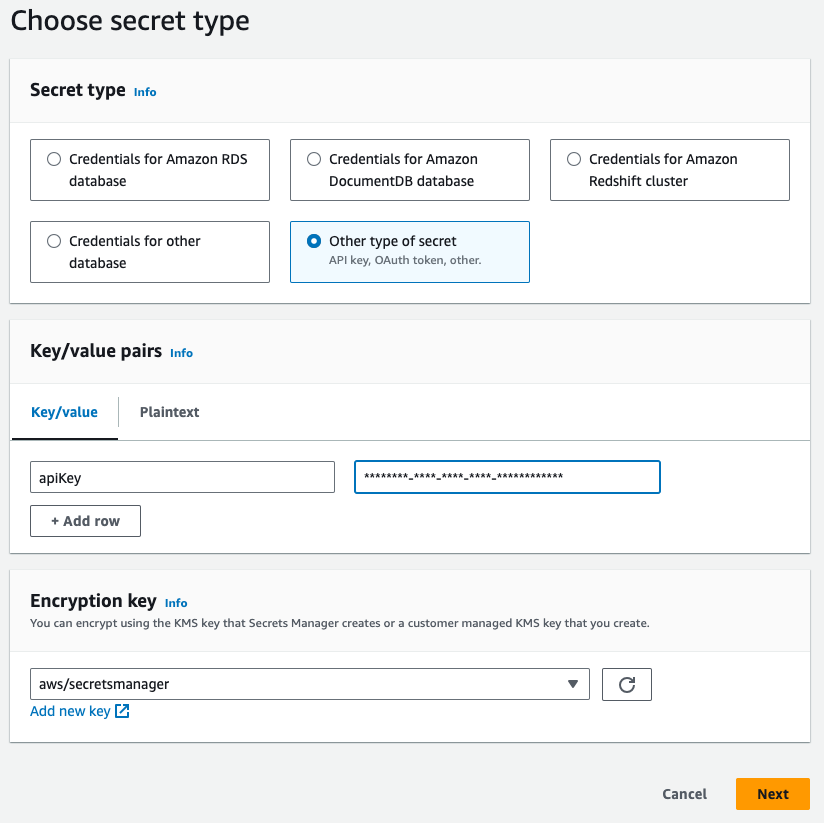 Choose secret type
Secret type Info
Credentials for Amazon RDS
database
Credentials for Amazon
DocumentDB database
Credentials for Amazon
Redshift cluster
Credentials for other
database
Other type of secret
API key, OAuth token, other.
Key/value pairs Info
Key/value
Plaintext
apiKey
********-****-****-****-************
+ Add row
Encryption key Info
You can encrypt using the KMS key that Secrets Manager creates or a customer managed KMS key that you create.
aws/secretsmanager
Add new key
Cancel
Next